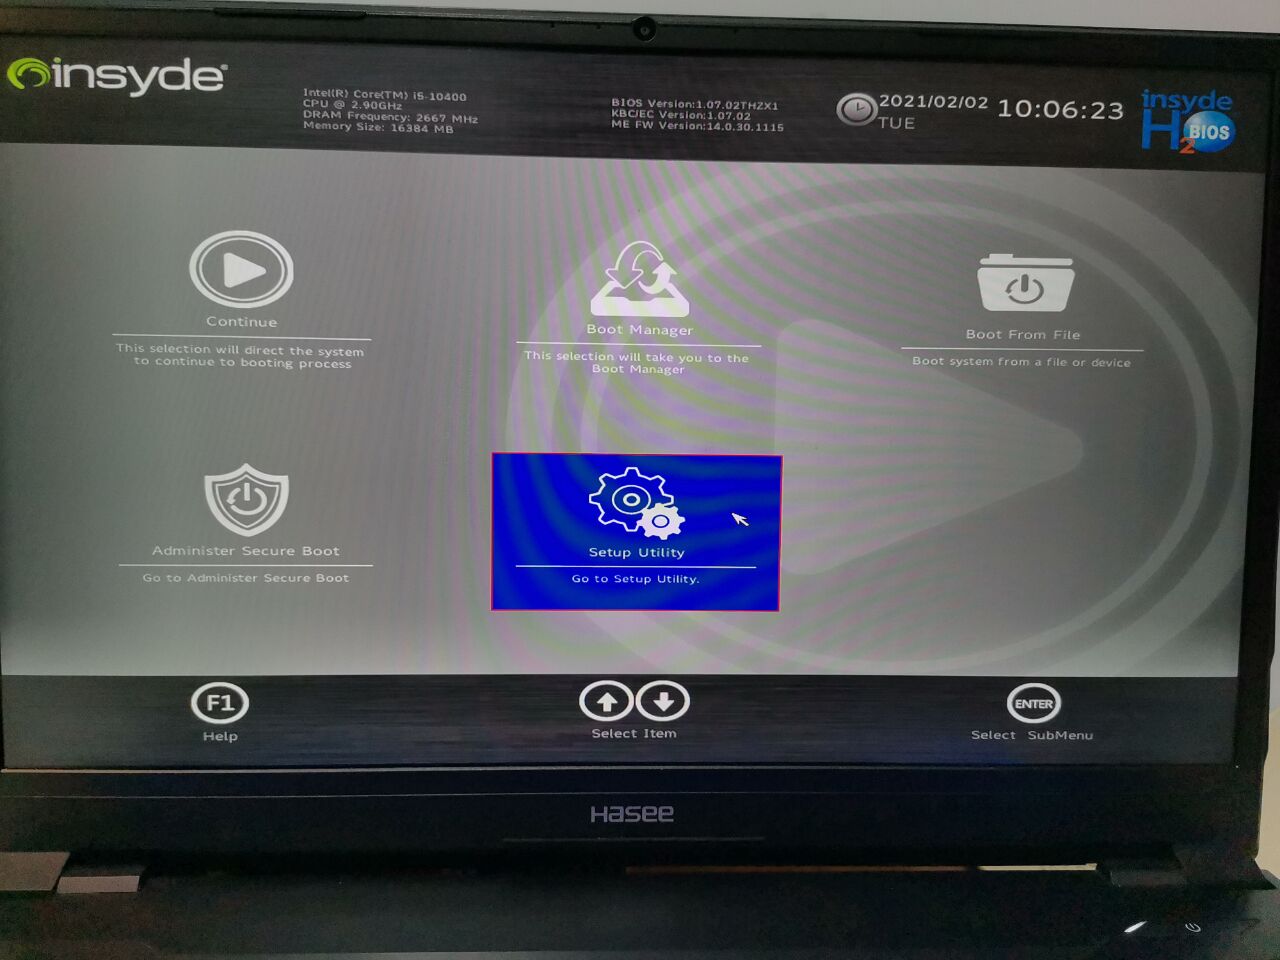 insyde
Intel(R) Core(TM) i5-10400
CPU @ 2.90GHz
DRAM Frequency: 2667 MHz
Memory Size: 16384 MB
BIOS Version:1.07.02THZX1
KBC/EC Version:1.07.02
ME FW Version:14.0.30.1115
2021/02/02 10:06:23
TUE
insyde
H2 BIOS
Continue
This selection will direct the system
to continue to booting process
Boot Manager
This selection will take you to the
Boot Manager
Boot From File
Boot system from a file or device
Administer Secure Boot
Go to Administer Secure Boot
Setup Utility
Go to Setup Utility.
F1
Help
Select Item
ENTER
Select SubMenu
Hasee